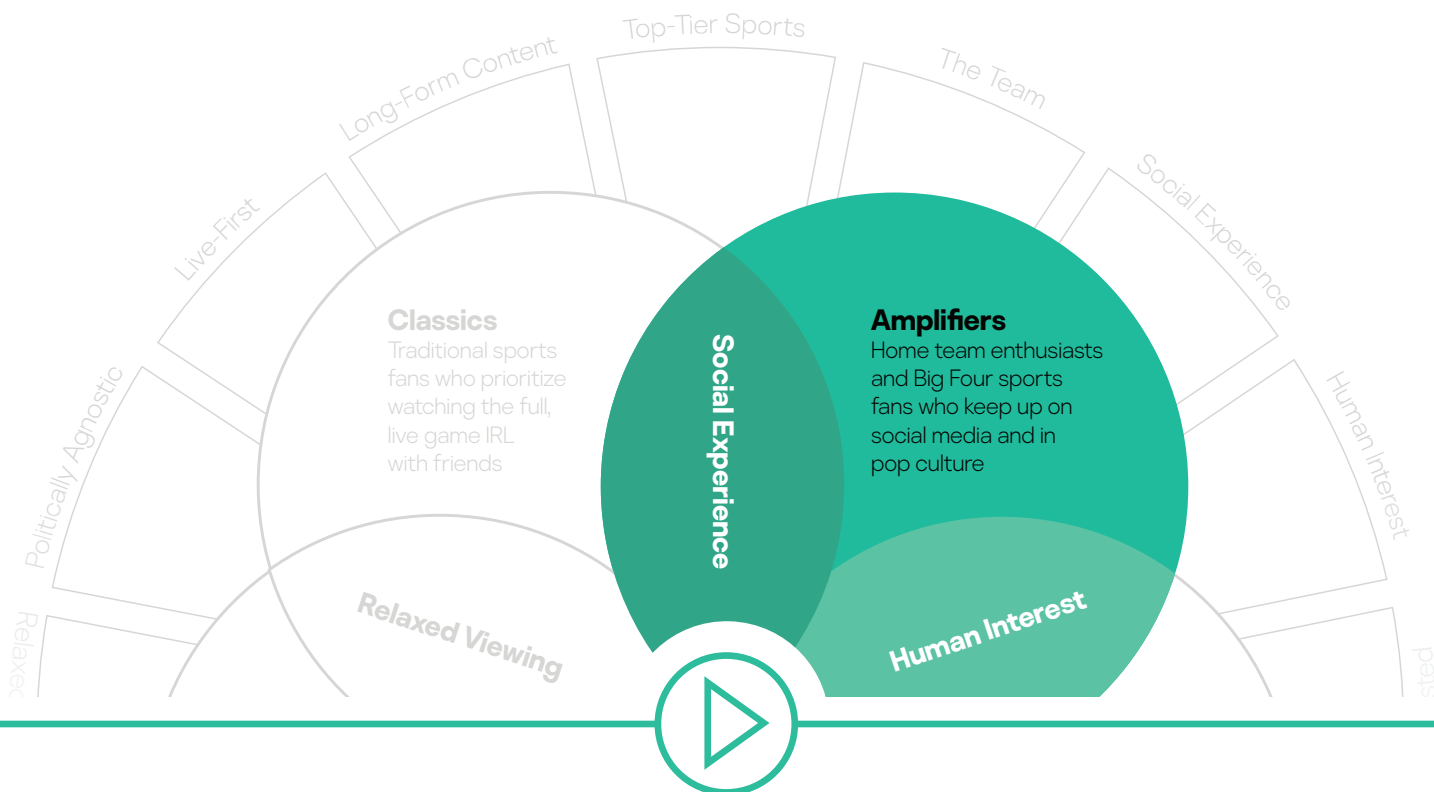 Top-Tier Sports
Long-Form Content
The Team
Live-First
Social Experience
Politically Agnostic
Human Interest
Classics
Traditional sports
fans who prioritize
watching the full,
live game IRL
with friends
Social Experience
Amplifiers
Home team enthusiasts
and Big Four sports
fans who keep up on
social media and in
pop culture
Relaxed Viewing
Human Interest